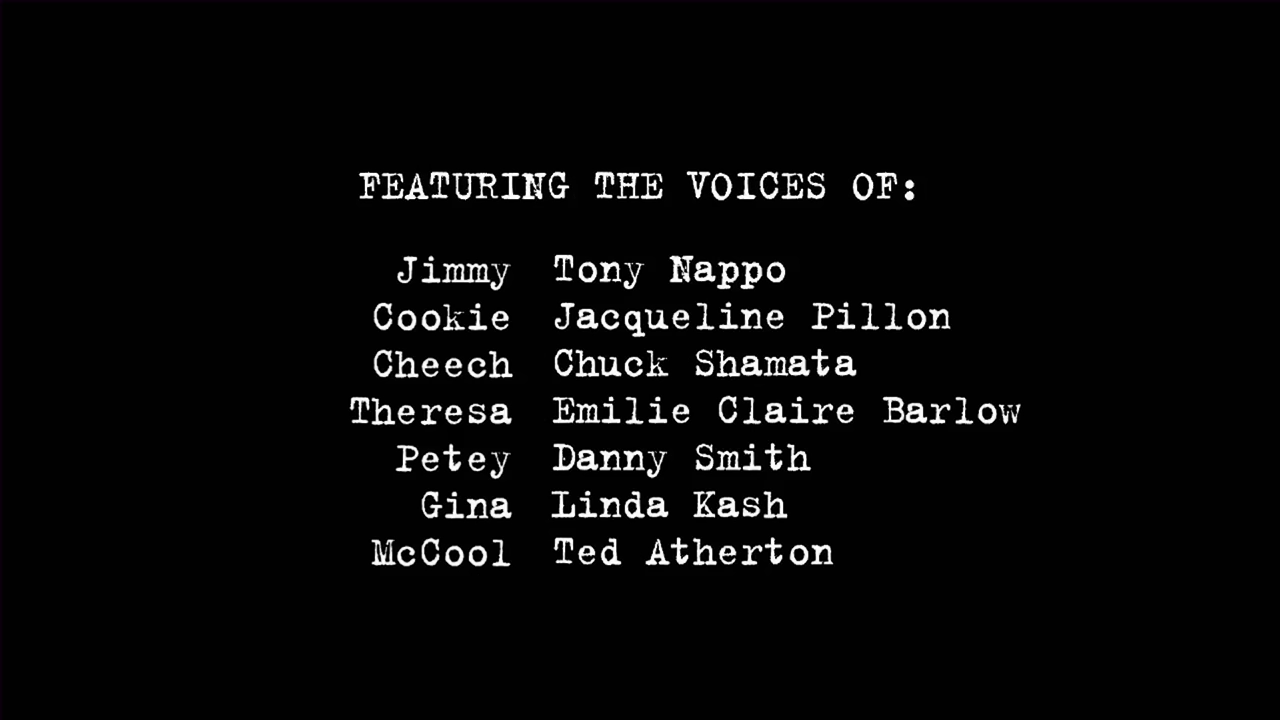 FEATURING THE VOICES OF:
Jimmy Tony Nappo
Cookie Jacqueline Pillon
Cheech Chuck Shamata
Theresa Emilie Claire Barlow
Petey Danny Smith
Gina Linda Kash
McCool Ted Atherton